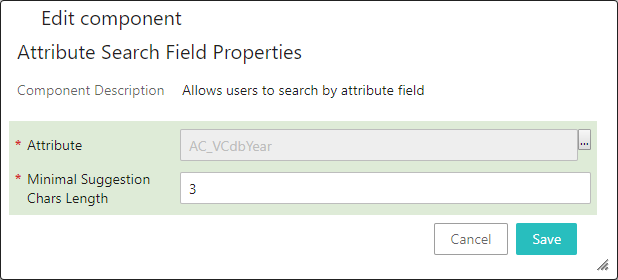 Edit component
Attribute Search Field Properties
Component Description Allows users to search by attribute field
* Attribute AC_VCdbYear ...
* Minimal Suggestion
Chars Length 3
Cancel Save